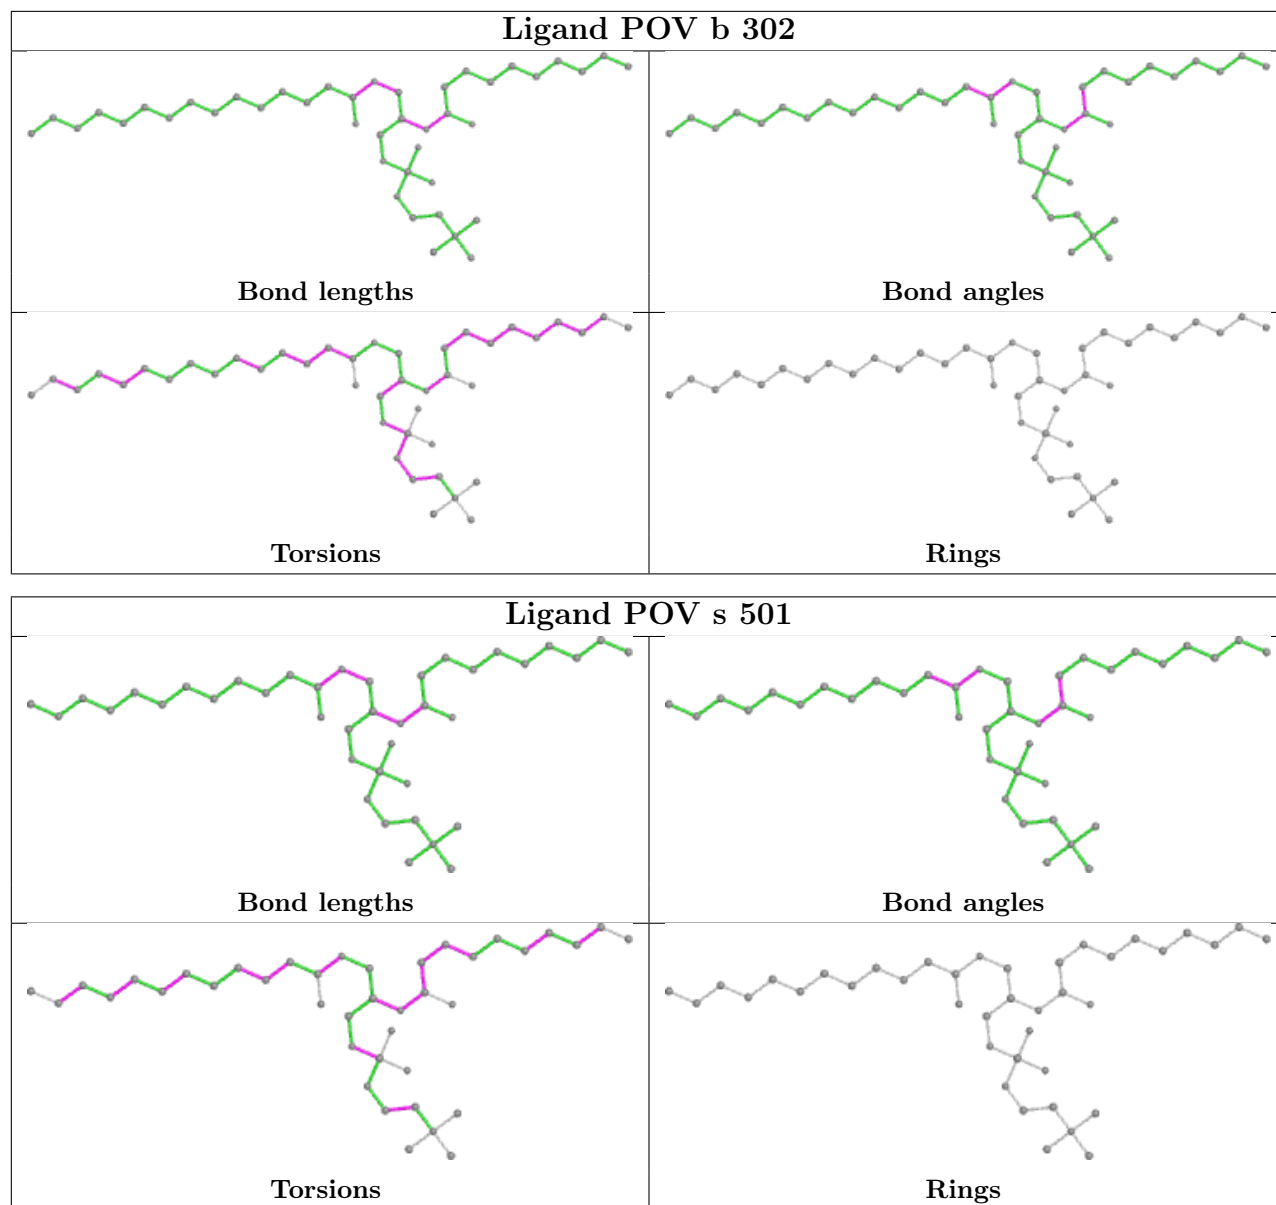 Ligand POV b 302
Bond lengths
Bond angles
Torsions
Rings
Ligand POV s 501
Bond lengths
Bond angles
Torsions
Rings